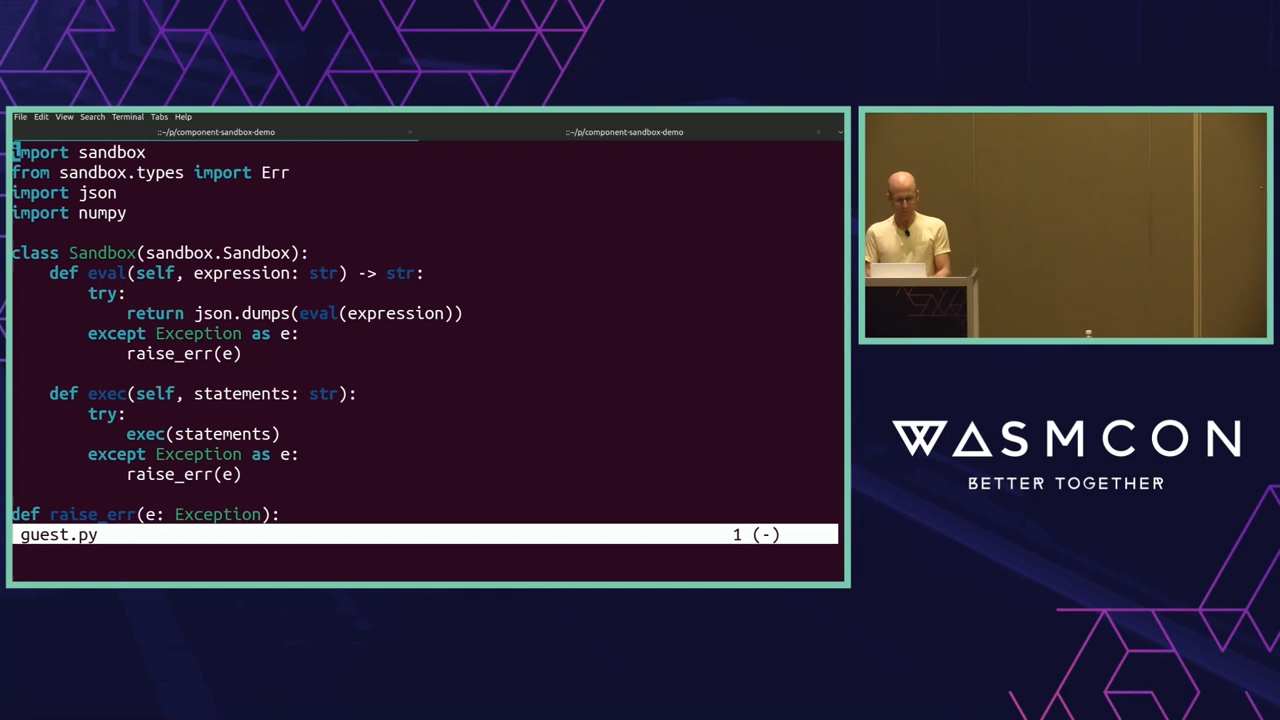 File Edit View Search Terminal Tabs Help
::~/p/component-sandbox-demo × ::~/p/component-sandbox-demo ×
import sandbox
from sandbox.types import Err
import json
import numpy
class Sandbox(sandbox.Sandbox):
    def eval(self, expression: str) -> str:
        try:
            return json.dumps(eval(expression))
        except Exception as e:
            raise_err(e)
    def exec(self, statements: str):
        try:
            exec(statements)
        except Exception as e:
            raise_err(e)
def raise_err(e: Exception):
guest.py 1 (-)
WASMCON
BETTER TOGETHER